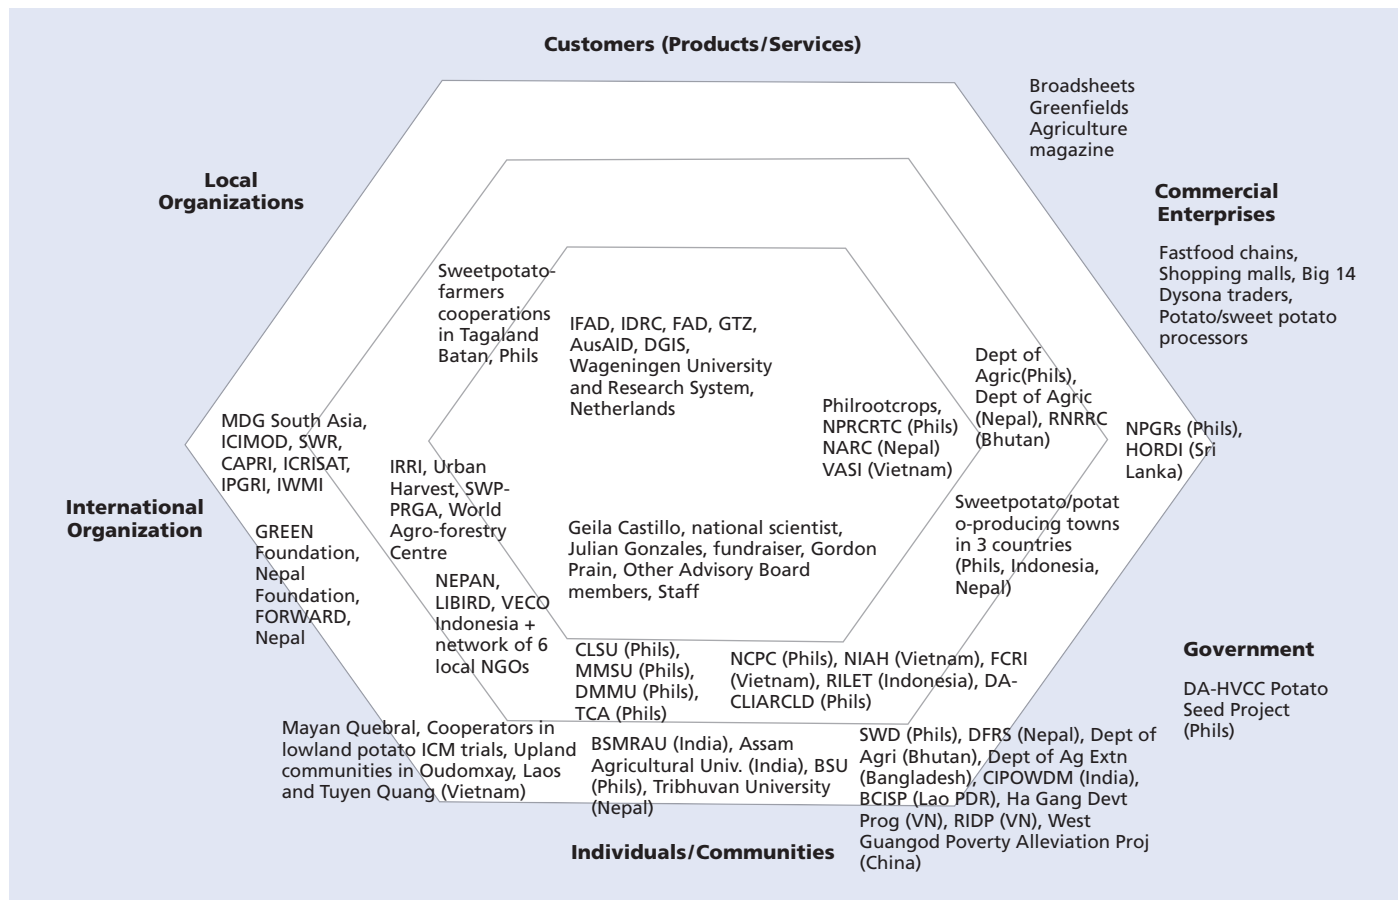 Customers (Products/Services)
Broadsheets
Greenfields
Agriculture
magazine
Local
Organizations
Commercial
Enterprises
Fastfood chains,
Shopping malls, Big 14
Dysona traders,
Potato/sweet potato
processors
Sweetpotato-
farmers
cooperations
in Tagaland
Batan, Phils
IFAD, IDRC, FAD, GTZ,
AusAID, DGIS,
Wageningen University
and Research System,
Netherlands
Philrootcrops,
NPRCRTC (Phils)
NARC (Nepal)
VASI (Vietnam)
Dept of
Agric(Phils),
Dept of Agric
(Nepal), RNRRC
(Bhutan)
NPGRs (Phils),
HORDI (Sri
Lanka)
MDG South Asia,
ICIMOD, SWR,
CAPRI, ICRISAT,
IPGRI, IWMI
IRRI, Urban
Harvest, SWP-
PRGA, World
Agro-forestry
Centre
International
Organization
GREEN
Foundation,
Nepal
Foundation,
FORWARD,
Nepal
NEPAN,
LIBIRD, VECO
Indonesia +
network of 6
local NGOs
Geila Castillo, national scientist,
Julian Gonzales, fundraiser, Gordon
Prain, Other Advisory Board
members, Staff
Sweetpotato/potat
o-producing towns
in 3 countries
(Phils, Indonesia,
Nepal)
CLSU (Phils),
MMSU (Phils),
DMMU (Phils),
TCA (Phils)
NCPC (Phils), NIAH (Vietnam), FCRI
(Vietnam), RILET (Indonesia), DA-
CLIARCLD (Phils)
Government
DA-HVCC Potato
Seed Project
(Phils)
Mayan Quebral, Cooperators in
lowland potato ICM trials, Upland
communities in Oudomxay, Laos
and Tuyen Quang (Vietnam)
BSMRAU (India), Assam
Agricultural Univ. (India), BSU
(Phils), Tribhuvan University
(Nepal)
SWD (Phils), DFRS (Nepal), Dept of
Agri (Bhutan), Dept of Ag Extn
(Bangladesh), CIPOWDM (India),
BCISP (Lao PDR), Ha Gang Devt
Prog (VN), RIDP (VN), West
Guangod Poverty Alleviation Proj
(China)
Individuals/Communities